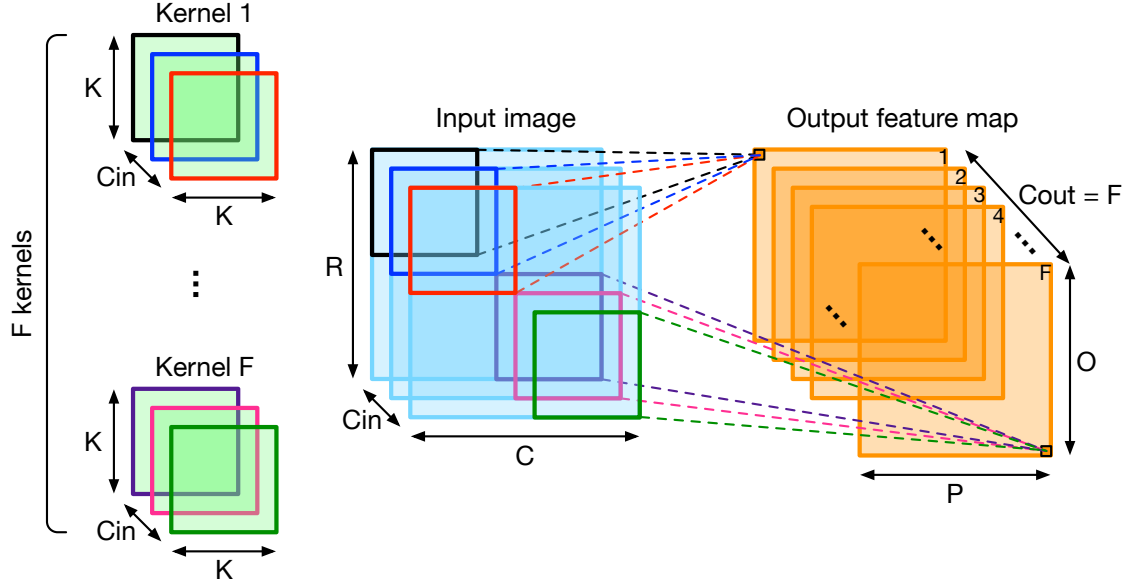 Kernel 1
K
Cin
K
F kernels
⋮
Kernel F
K
Cin
K
Input image
R
Cin
C
Output feature map
1
2
3
4
F
Cout = F
O
P